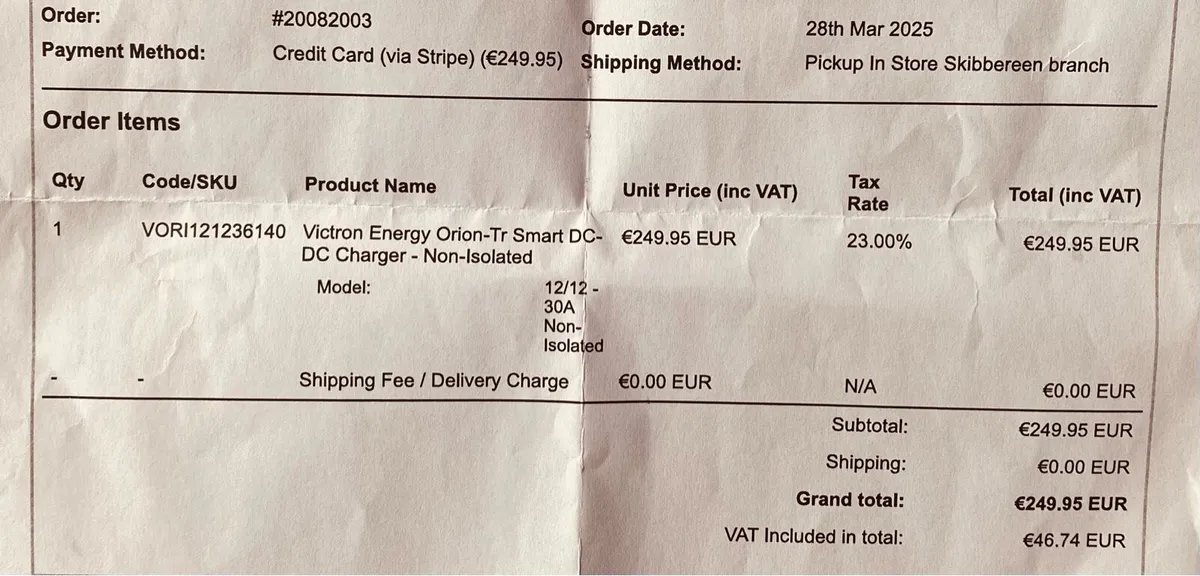 Order: #20082003 Order Date: 28th Mar 2025
Payment Method: Credit Card (via Stripe) (€249.95) Shipping Method: Pickup In Store Skibbereen branch
Order Items
Qty Code/SKU Product Name Unit Price (inc VAT) Tax Rate Total (inc VAT)
1 VORI121236140 Victron Energy Orion-Tr Smart DC- €249.95 EUR 23.00% €249.95 EUR
DC Charger - Non-Isolated
Model: 12/12 -
30A
Non-
Isolated
- - Shipping Fee / Delivery Charge €0.00 EUR N/A €0.00 EUR
Subtotal: €249.95 EUR
Shipping: €0.00 EUR
Grand total: €249.95 EUR
VAT Included in total: €46.74 EUR